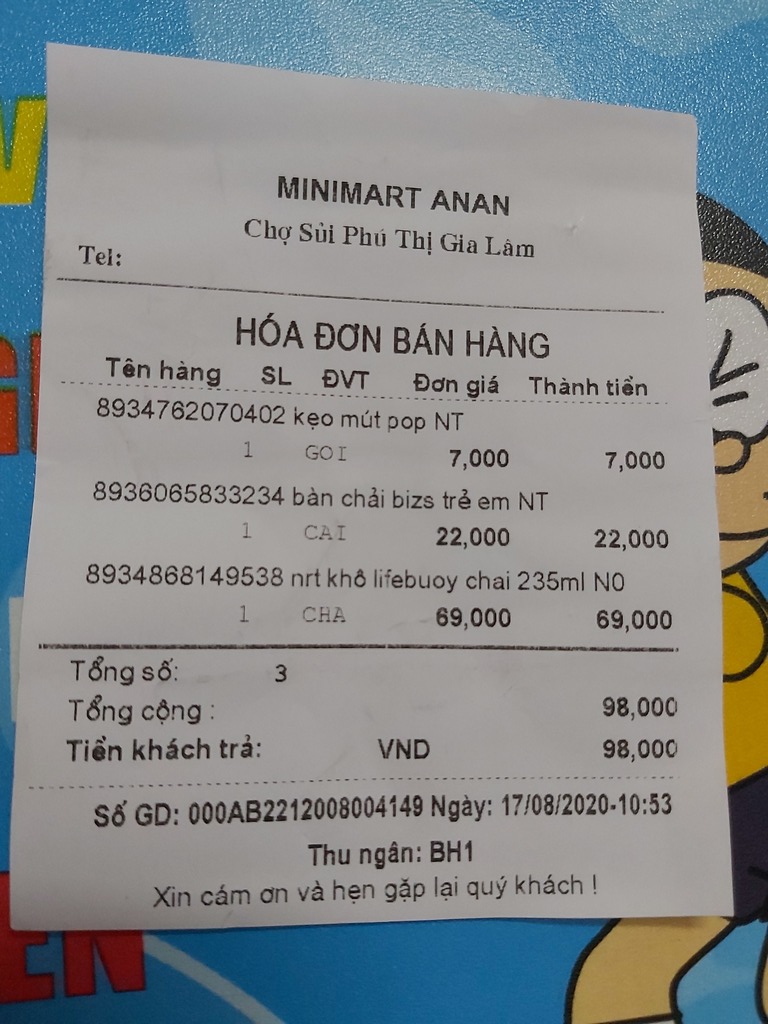 MINIMART ANAN
Chợ Sủi Phú Thị Gia Lâm
Tel:
HÓA ĐƠN BÁN HÀNG
Tên hàng SL ĐVT Đơn giá Thành tiền
8934762070402 kẹo mút pop NT
1 GOI 7,000 7,000
8936065833234 bàn chải bizs trẻ em NT
1 CAI 22,000 22,000
8934868149538 nrt khô lifebuoy chai 235ml N0
1 CHA 69,000 69,000
Tổng số: 3
Tổng cộng : 98,000
Tiền khách trả: VND 98,000
Số GD: 000AB2212008004149 Ngày: 17/08/2020-10:53
Thu ngân: BH1
Xin cám ơn và hẹn gặp lại quý khách !
EN